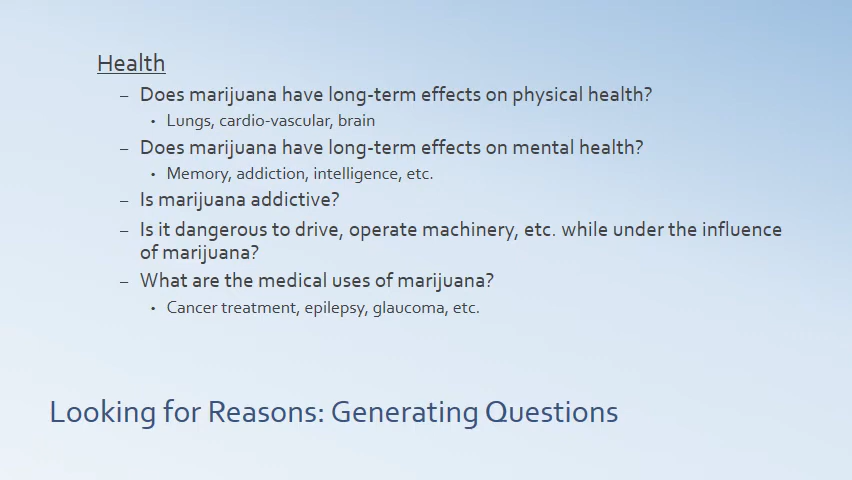 Health
– Does marijuana have long-term effects on physical health?
• Lungs, cardio-vascular, brain
– Does marijuana have long-term effects on mental health?
• Memory, addiction, intelligence, etc.
– Is marijuana addictive?
– Is it dangerous to drive, operate machinery, etc. while under the influence
of marijuana?
– What are the medical uses of marijuana?
• Cancer treatment, epilepsy, glaucoma, etc.
Looking for Reasons: Generating Questions